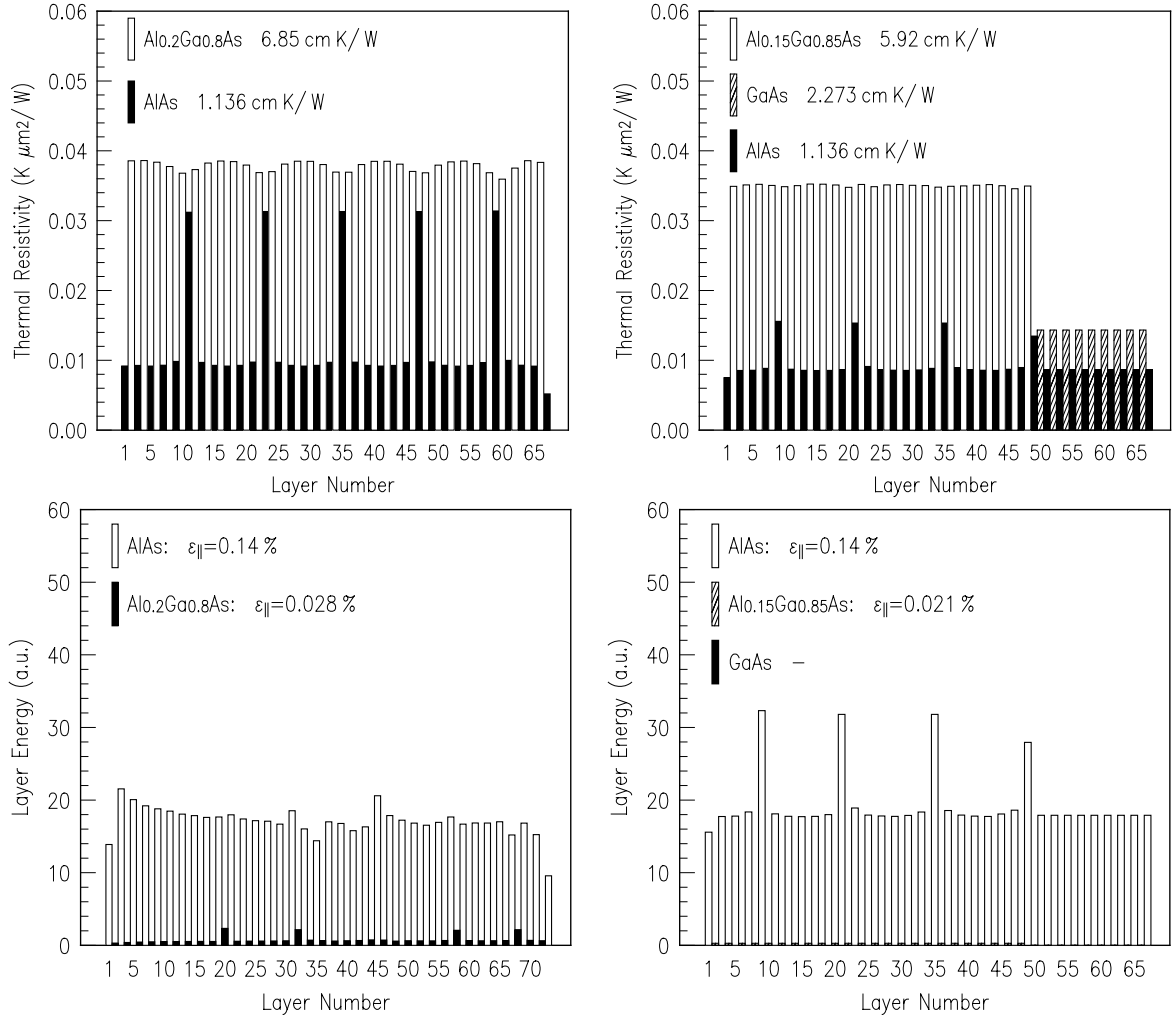 0.06
0.05
0.04
0.03
0.02
0.01
0.00
Thermal Resistivity (K μm2/W)
Al0.2Ga0.8As 6.85 cm K/W
AlAs 1.136 cm K/W
1 5 10 15 20 25 30 35 40 45 50 55 60 65
Layer Number
0.06
0.05
0.04
0.03
0.02
0.01
0.00
Thermal Resistivity (K μm2/W)
Al0.15Ga0.85As 5.92 cm K/W
GaAs 2.273 cm K/W
AlAs 1.136 cm K/W
1 5 10 15 20 25 30 35 40 45 50 55 60 65
Layer Number
60
50
40
30
20
10
0
Layer Energy (a.u.)
AlAs: ε||=0.14 %
Al0.2Ga0.8As: ε||=0.028 %
1 5 10 15 20 25 30 35 40 45 50 55 60 65 70
Layer Number
60
50
40
30
20
10
0
Layer Energy (a.u.)
AlAs: ε||=0.14 %
Al0.15Ga0.85As: ε||=0.021 %
GaAs –
1 5 10 15 20 25 30 35 40 45 50 55 60 65
Layer Number